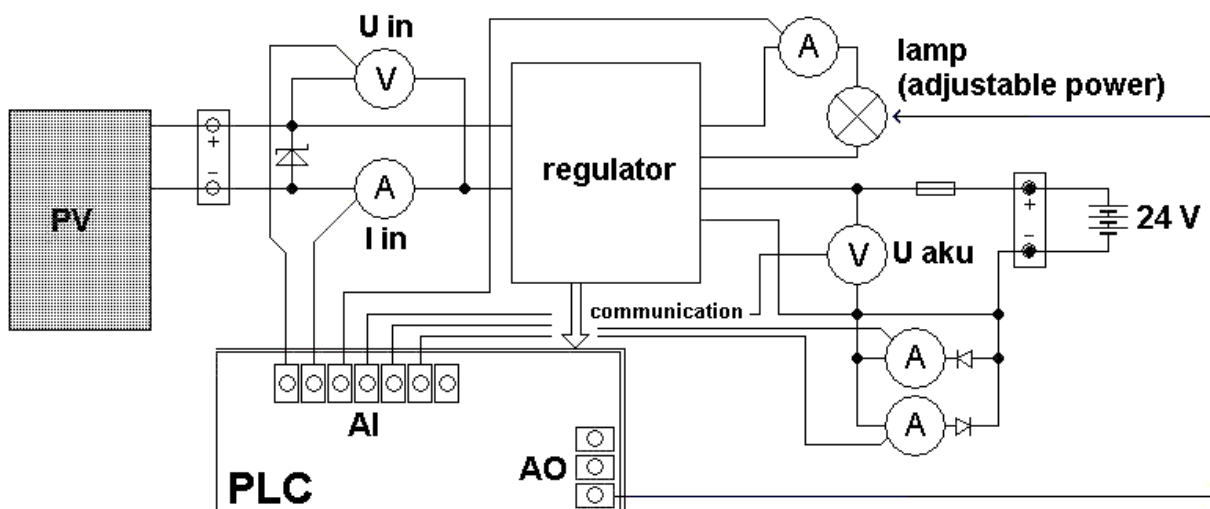 U in
V
A
lamp
(adjustable power)
+
-
PV
A
I in
regulator
+
-
24 V
V
U aku
communication
A
A
AI
AO
PLC